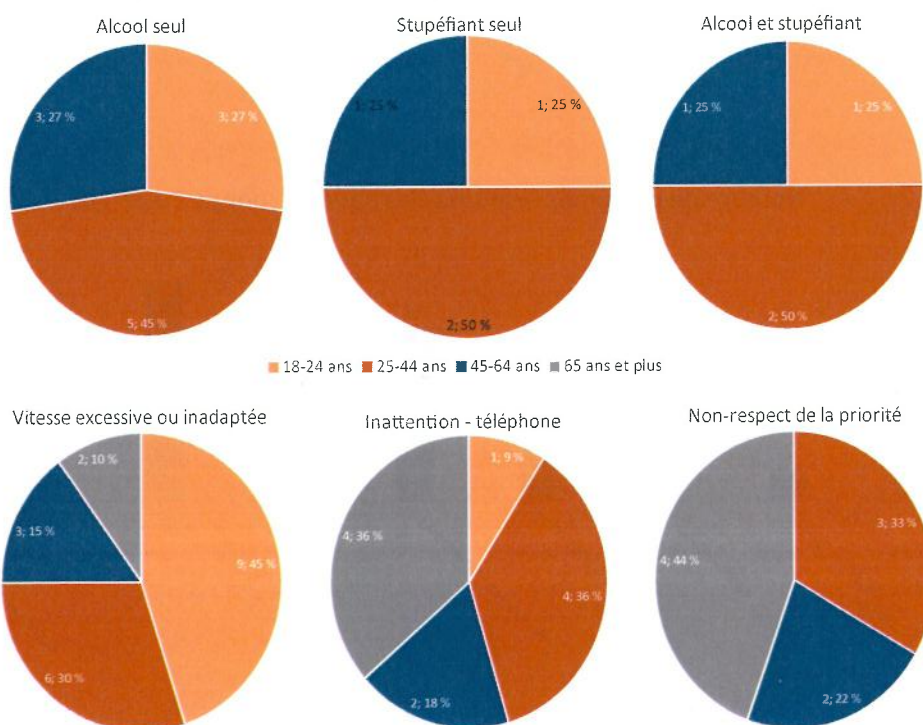 Alcool seul
Stupéfiant seul
Alcool et stupéfiant
3; 27 %
3; 27 %
5; 45 %
1; 25 %
1; 25 %
2; 50 %
1; 25 %
1; 25 %
2; 50 %
18-24 ans 25-44 ans 45-64 ans 65 ans et plus
Vitesse excessive ou inadaptée
Inattention - téléphone
Non-respect de la priorité
2; 10 %
3; 15 %
9; 45 %
6; 30 %
1; 9 %
4; 36 %
4; 36 %
2; 18 %
3; 33 %
4; 44 %
2; 22 %